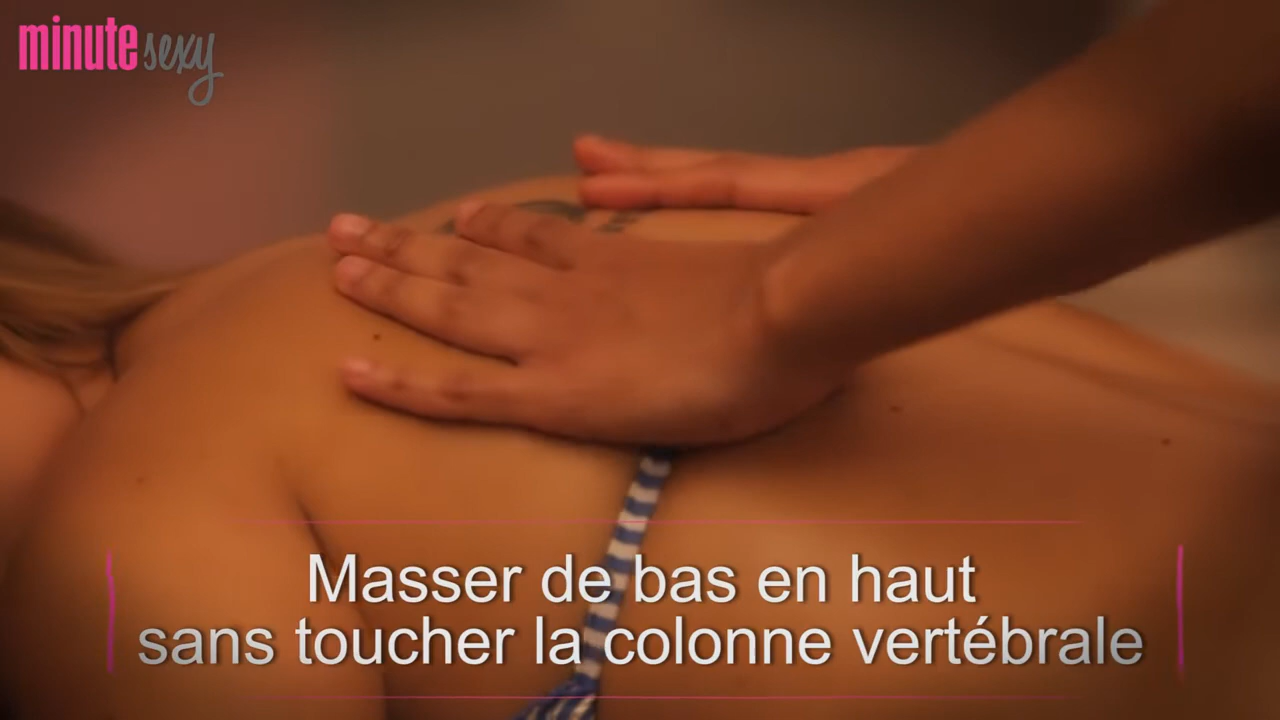 minute sexy
Masser de bas en haut
sans toucher la colonne vertébrale